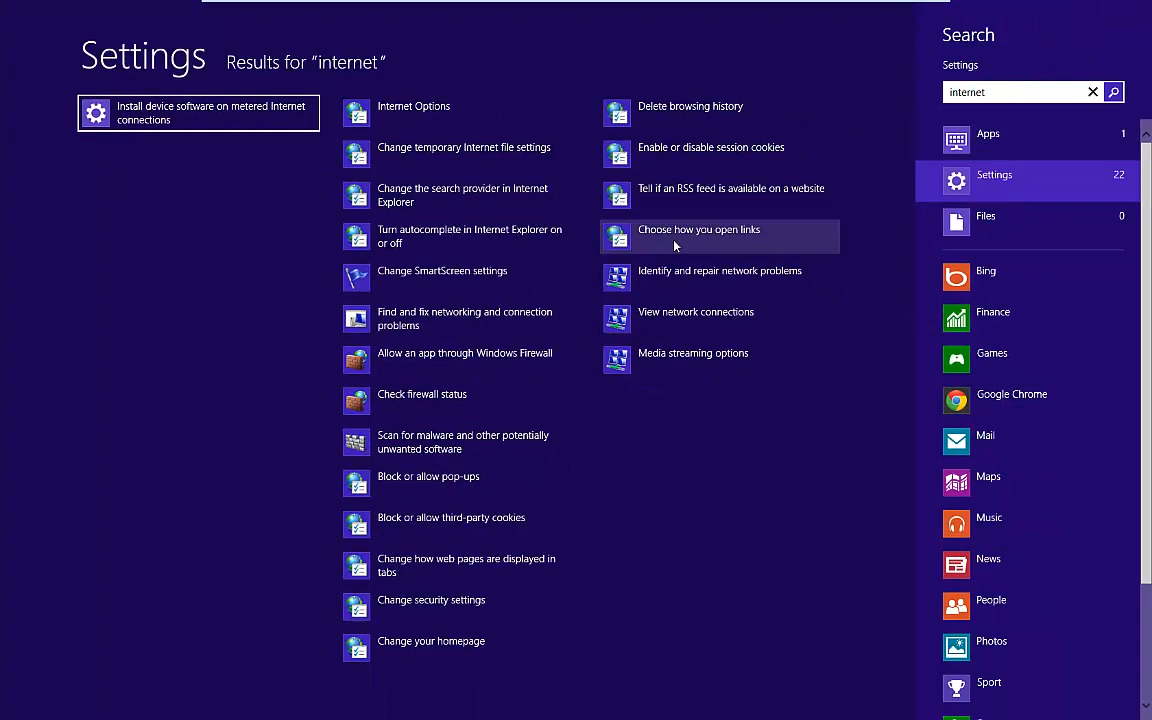 Settings Results for "internet"
Install device software on metered Internet
connections
Internet Options
Change temporary Internet file settings
Change the search provider in Internet
Explorer
Turn autocomplete in Internet Explorer on
or off
Change SmartScreen settings
Find and fix networking and connection
problems
Allow an app through Windows Firewall
Check firewall status
Scan for malware and other potentially
unwanted software
Block or allow pop-ups
Block or allow third-party cookies
Change how web pages are displayed in
tabs
Change security settings
Change your homepage
Delete browsing history
Enable or disable session cookies
Tell if an RSS feed is available on a website
Choose how you open links
Identify and repair network problems
View network connections
Media streaming options
Search
Settings
internet
Apps 1
Settings 22
Files 0
Bing
Finance
Games
Google Chrome
Mail
Maps
Music
News
People
Photos
Sport